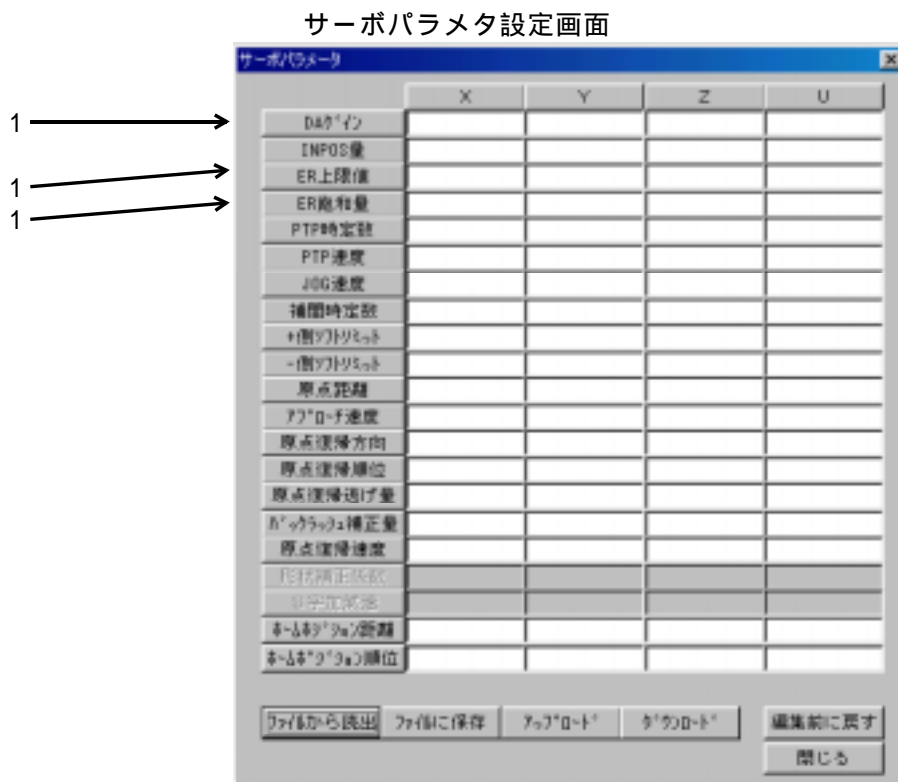 サーボパラメタ設定画面
サーボパラメータ
X Y Z U
1
DAゲイン
INPOS量
1
ER上限値
1
ER飽和量
PTP時定数
PTP速度
JOG速度
補間時定数
+側ソフトリミット
-側ソフトリミット
原点距離
アプローチ速度
原点復帰方向
原点復帰順位
原点復帰逃げ量
バックラッシュ補正量
原点復帰速度
ホームポジション距離
ホームポジション順位
ファイルから読出 ファイルに保存 アップロード ダウンロード 編集前に戻す
閉じる